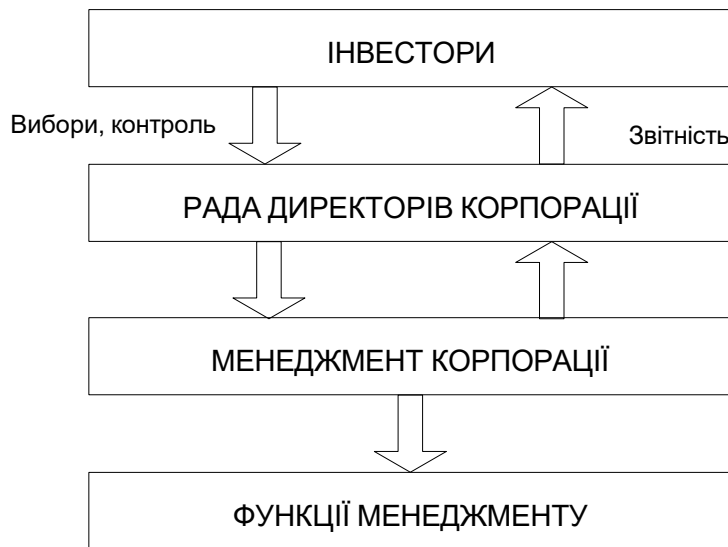 ІНВЕСТОРИ
Вибори, контроль
Звітність
РАДА ДИРЕКТОРІВ КОРПОРАЦІЇ
МЕНЕДЖМЕНТ КОРПОРАЦІЇ
ФУНКЦІЇ МЕНЕДЖМЕНТУ